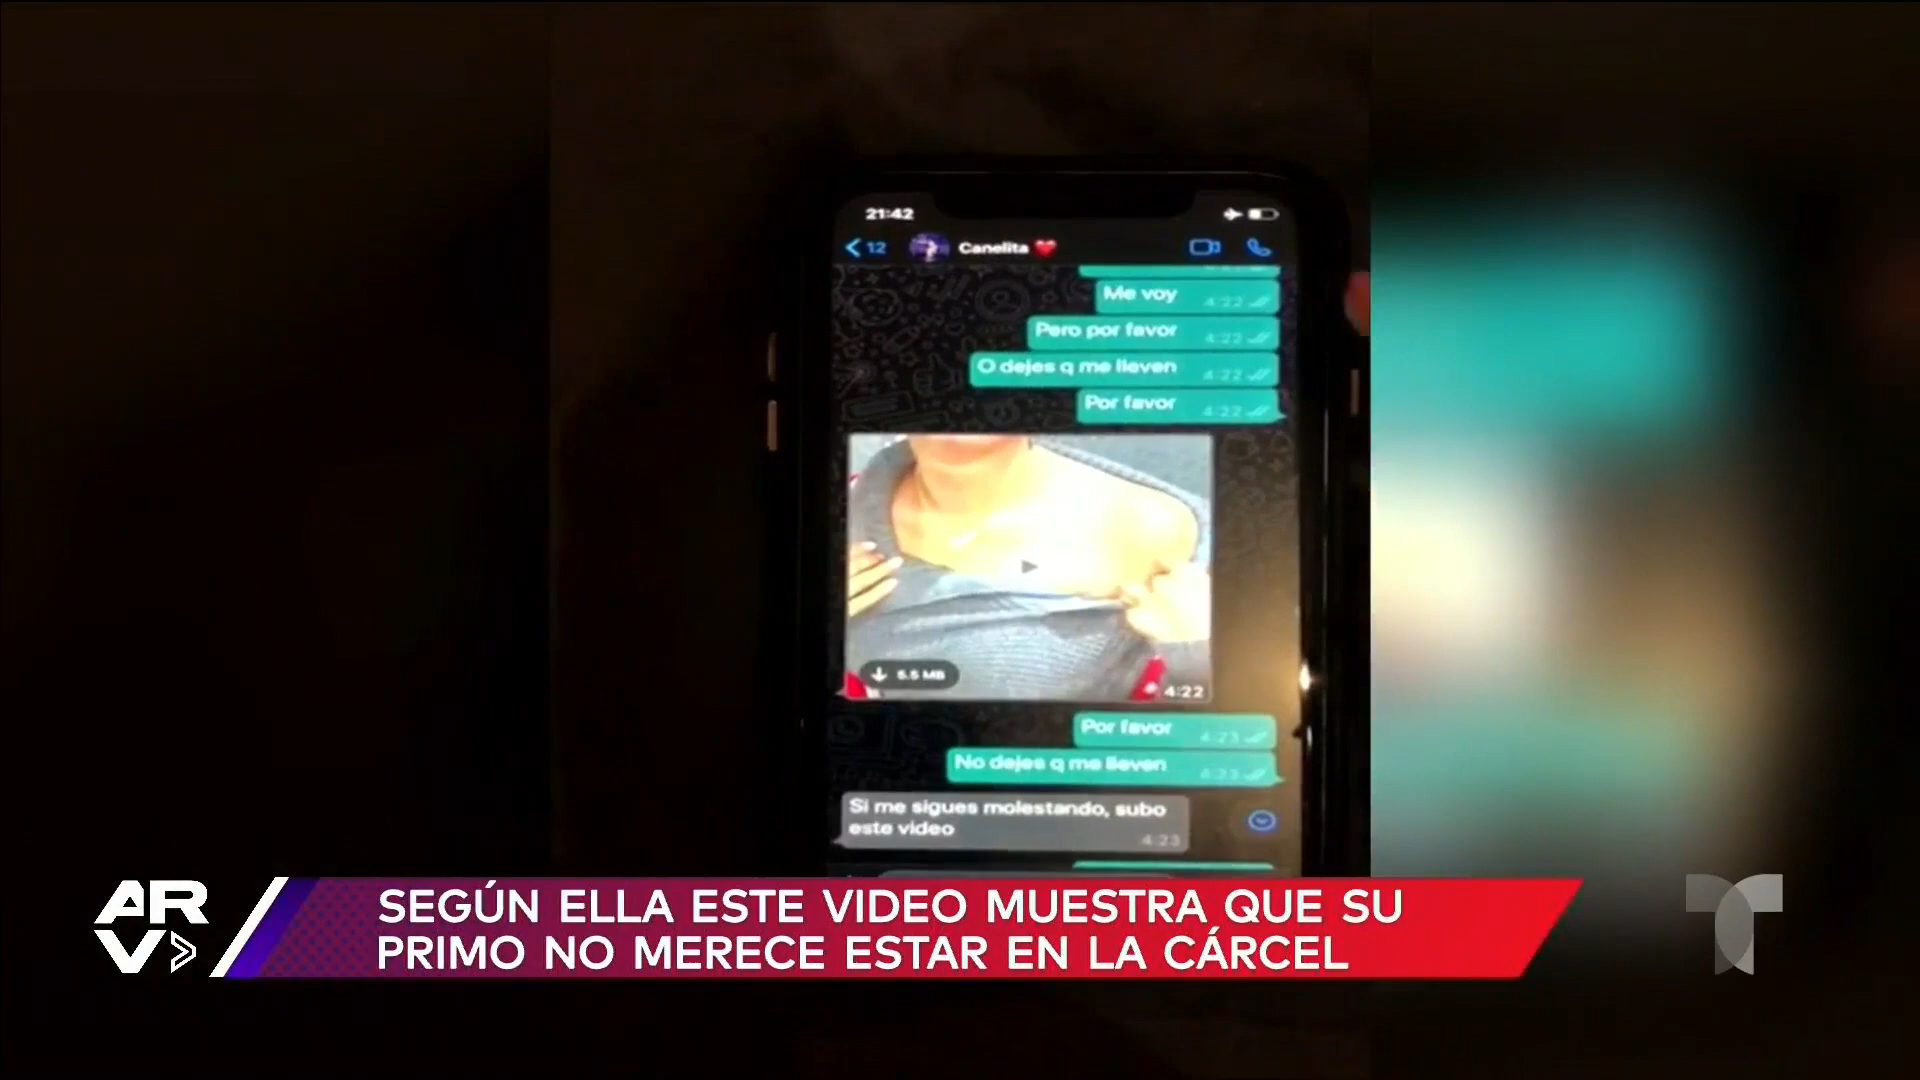 21:42
12
Canelita
Me voy
4:22
Pero por favor
4:22
O dejes q me lleven
4:22
Por favor
4:22
5.5 MB
4:22
Por favor
4:23
No dejes q me lleven
4:23
Si me sigues molestando, subo
este video
4:23
ARV
SEGÚN ELLA ESTE VIDEO MUESTRA QUE SU
PRIMO NO MERECE ESTAR EN LA CÁRCEL
T